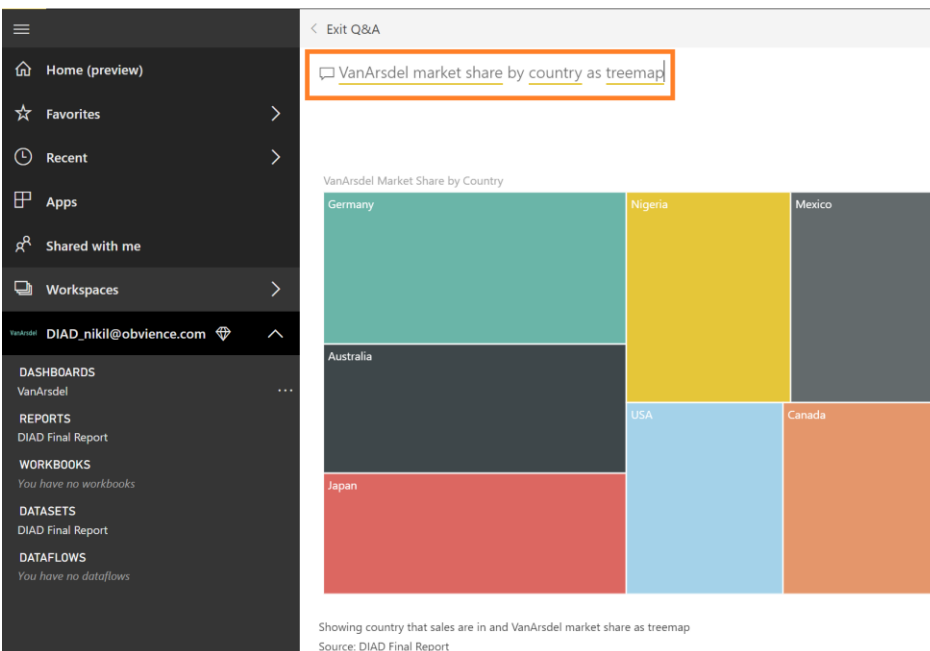 Exit Q&A
VanArsdel market share by country as treemap
Home (preview)
Favorites
Recent
Apps
Shared with me
Workspaces
VanArsdel DIAD_nikil@obvience.com
DASHBOARDS
VanArsdel
REPORTS
DIAD Final Report
WORKBOOKS
You have no workbooks
DATASETS
DIAD Final Report
DATAFLOWS
You have no dataflows
VanArsdel Market Share by Country
Germany
Nigeria
Mexico
Australia
USA
Canada
Japan
Showing country that sales are in and VanArsdel market share as treemap
Source: DIAD Final Report